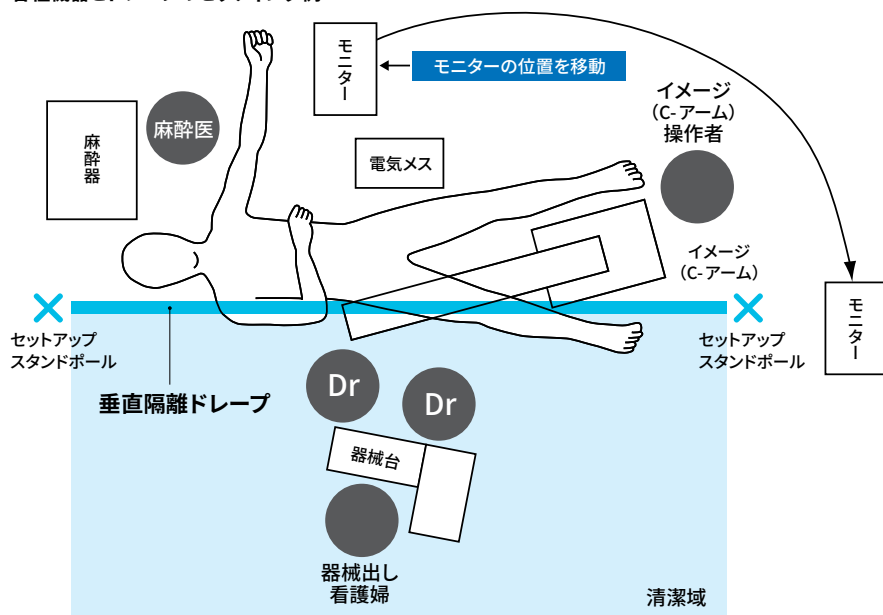 モニター
モニターの位置を移動
イメージ
（C-アーム）
操作者
麻酔医
麻酔器
電気メス
イメージ
（C-アーム）
モニター
セットアップ
スタンドポール
セットアップ
スタンドポール
垂直隔離ドレープ
Dr
Dr
器械台
器械出し
看護婦
清潔域